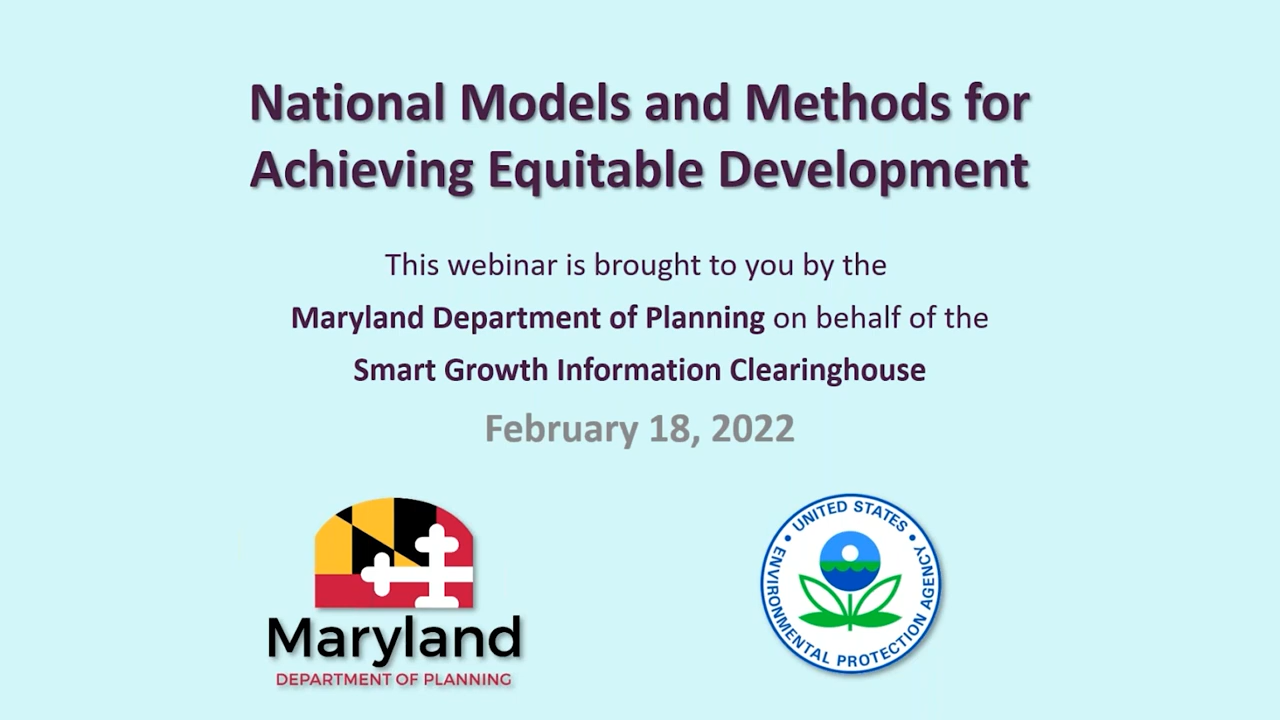 National Models and Methods for
Achieving Equitable Development
This webinar is brought to you by the
Maryland Department of Planning on behalf of the
Smart Growth Information Clearinghouse
February 18, 2022
Maryland
DEPARTMENT OF PLANNING
UNITED STATES
ENVIRONMENTAL PROTECTION AGENCY